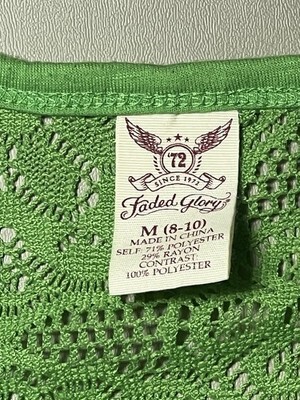 '72
SINCE 1972
Faded Glory
M (8-10)
MADE IN CHINA
SELF: 71% POLYESTER
29% RAYON
CONTRAST:
100% POLYESTER